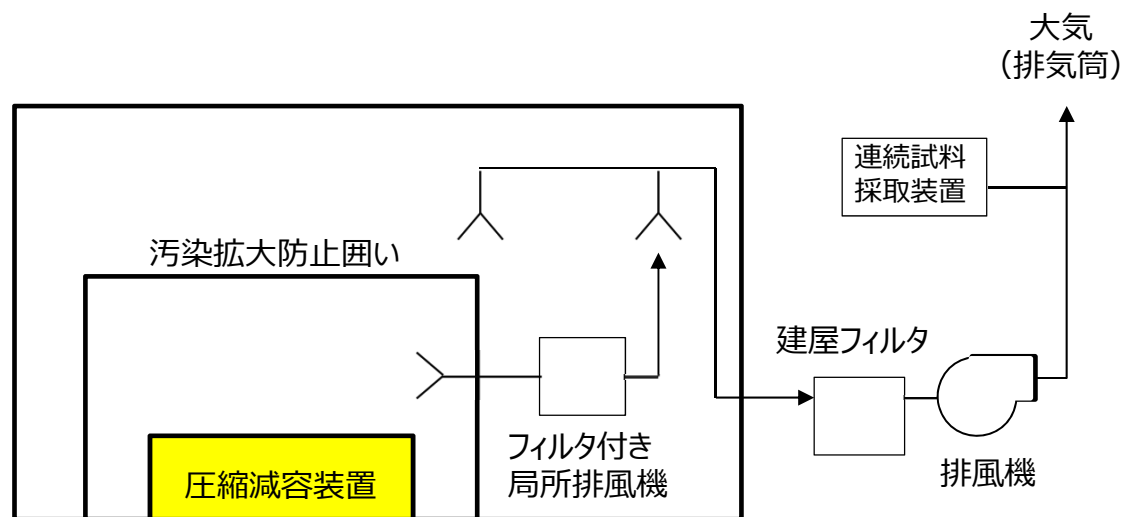 大気
(排気筒)
連続試料
採取装置
汚染拡大防止囲い
建屋フィルタ
フィルタ付き
局所排風機
排風機
圧縮減容装置